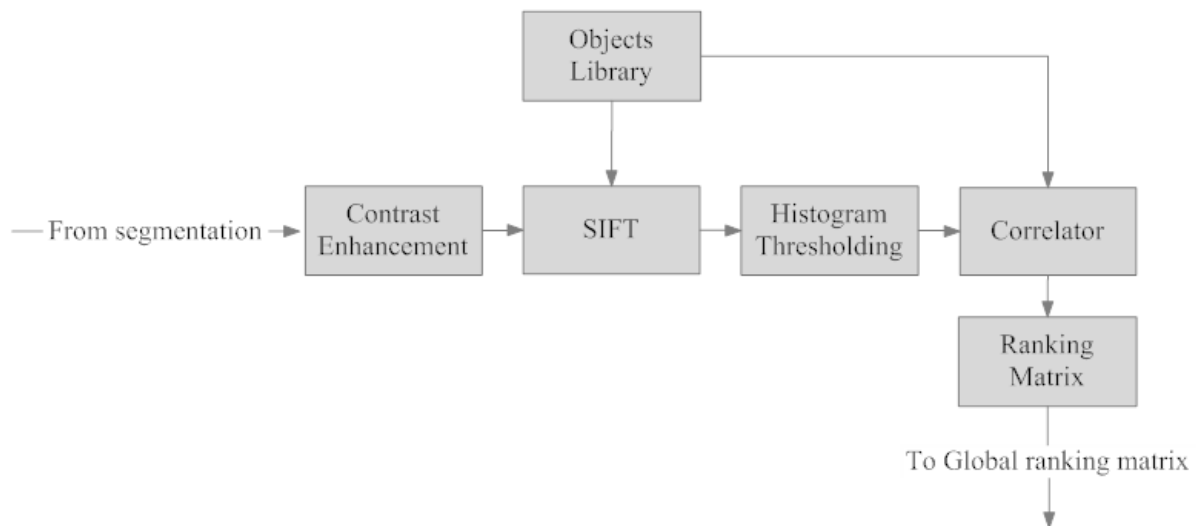 Objects
Library
From segmentation
Contrast
Enhancement
SIFT
Histogram
Thresholding
Correlator
Ranking
Matrix
To Global ranking matrix